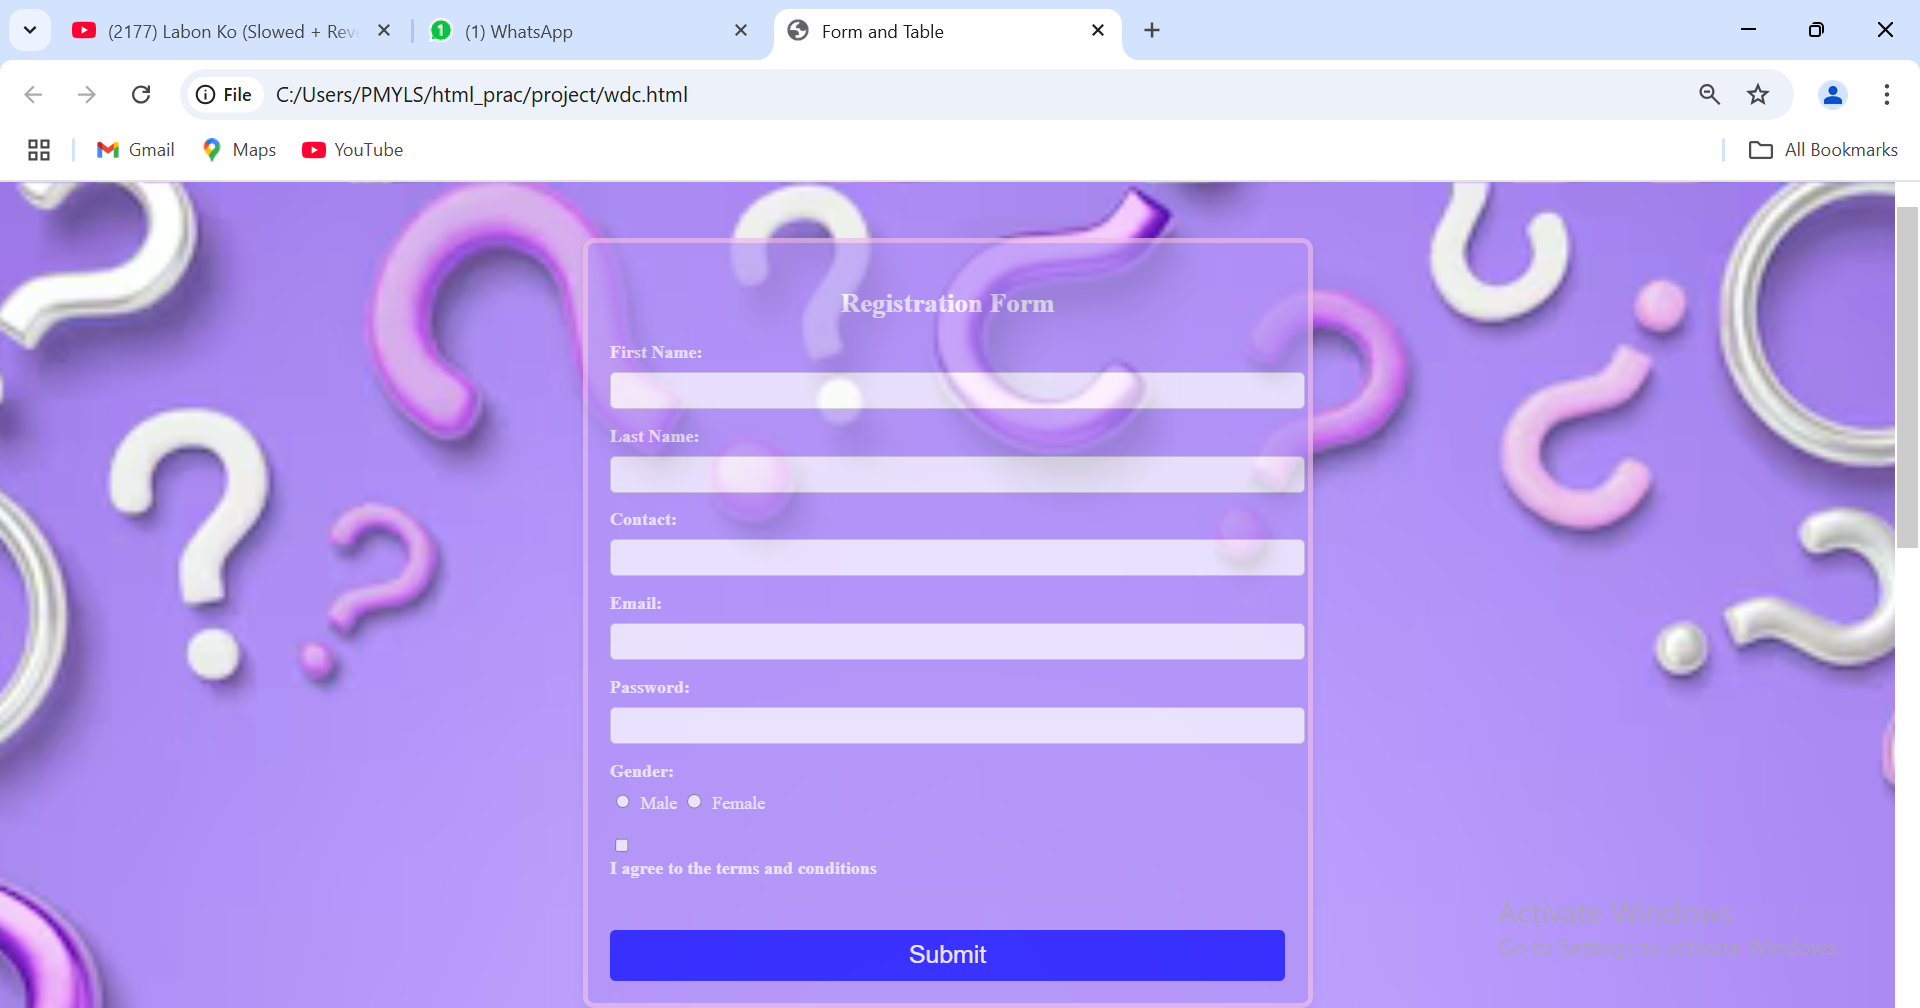 (2177) Labon Ko (Slowed + Rev
(1) WhatsApp
Form and Table
File
C:/Users/PMYLS/html_prac/project/wdc.html
Gmail
Maps
YouTube
All Bookmarks
Registration Form
First Name:
Last Name:
Contact:
Email:
Password:
Gender:
Male
Female
I agree to the terms and conditions
Submit
Activate Windows
Go to Settings to activate Windows.